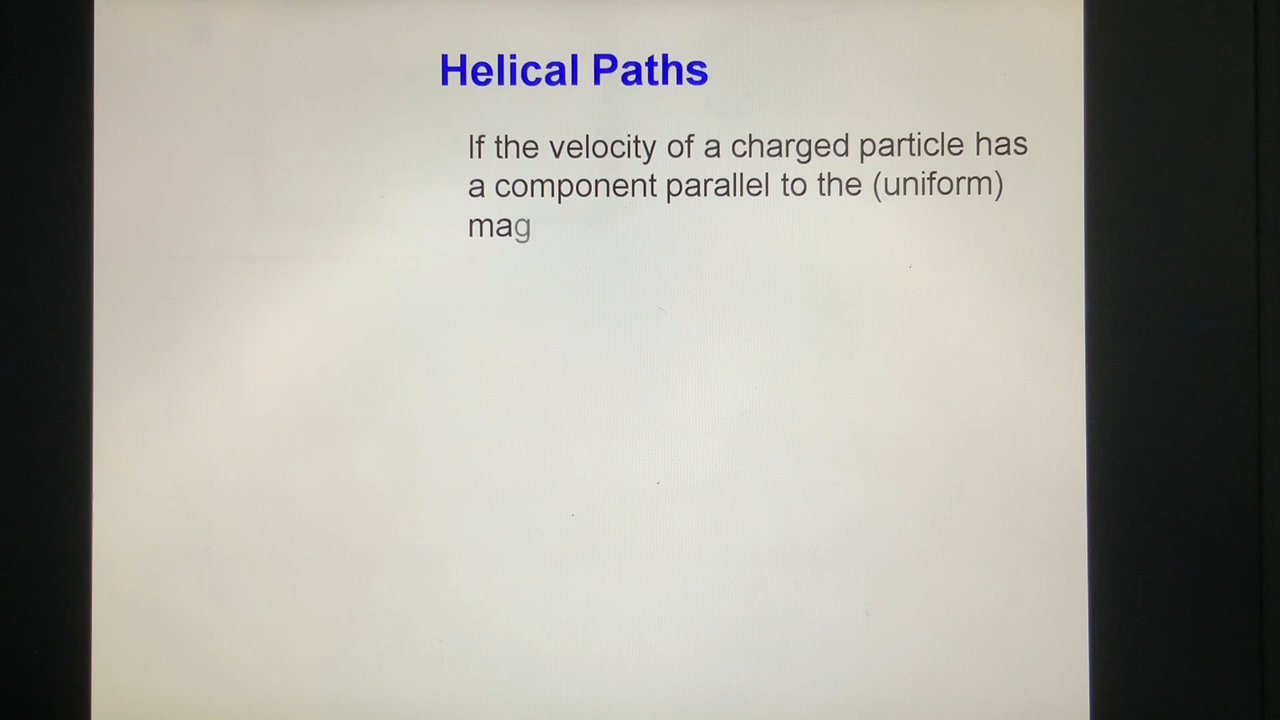 Helical Paths
If the velocity of a charged particle has
a component parallel to the (uniform)
mag